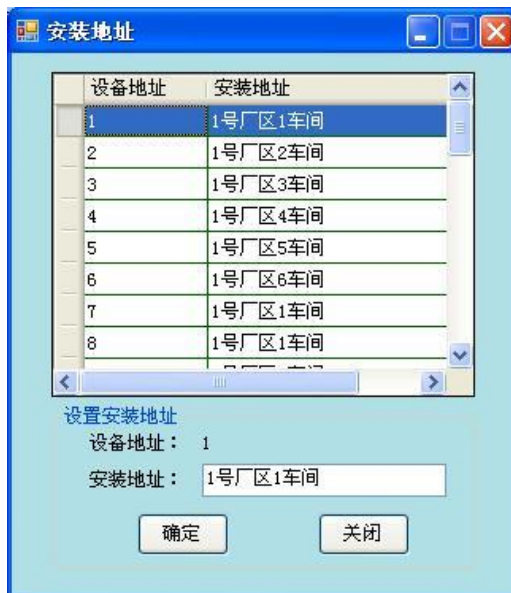 安装地址
设备地址 安装地址
1 1号厂区1车间
2 1号厂区2车间
3 1号厂区3车间
4 1号厂区4车间
5 1号厂区5车间
6 1号厂区6车间
7 1号厂区1车间
8 1号厂区1车间
设置安装地址
设备地址： 1
安装地址： 1号厂区1车间
确定 关闭